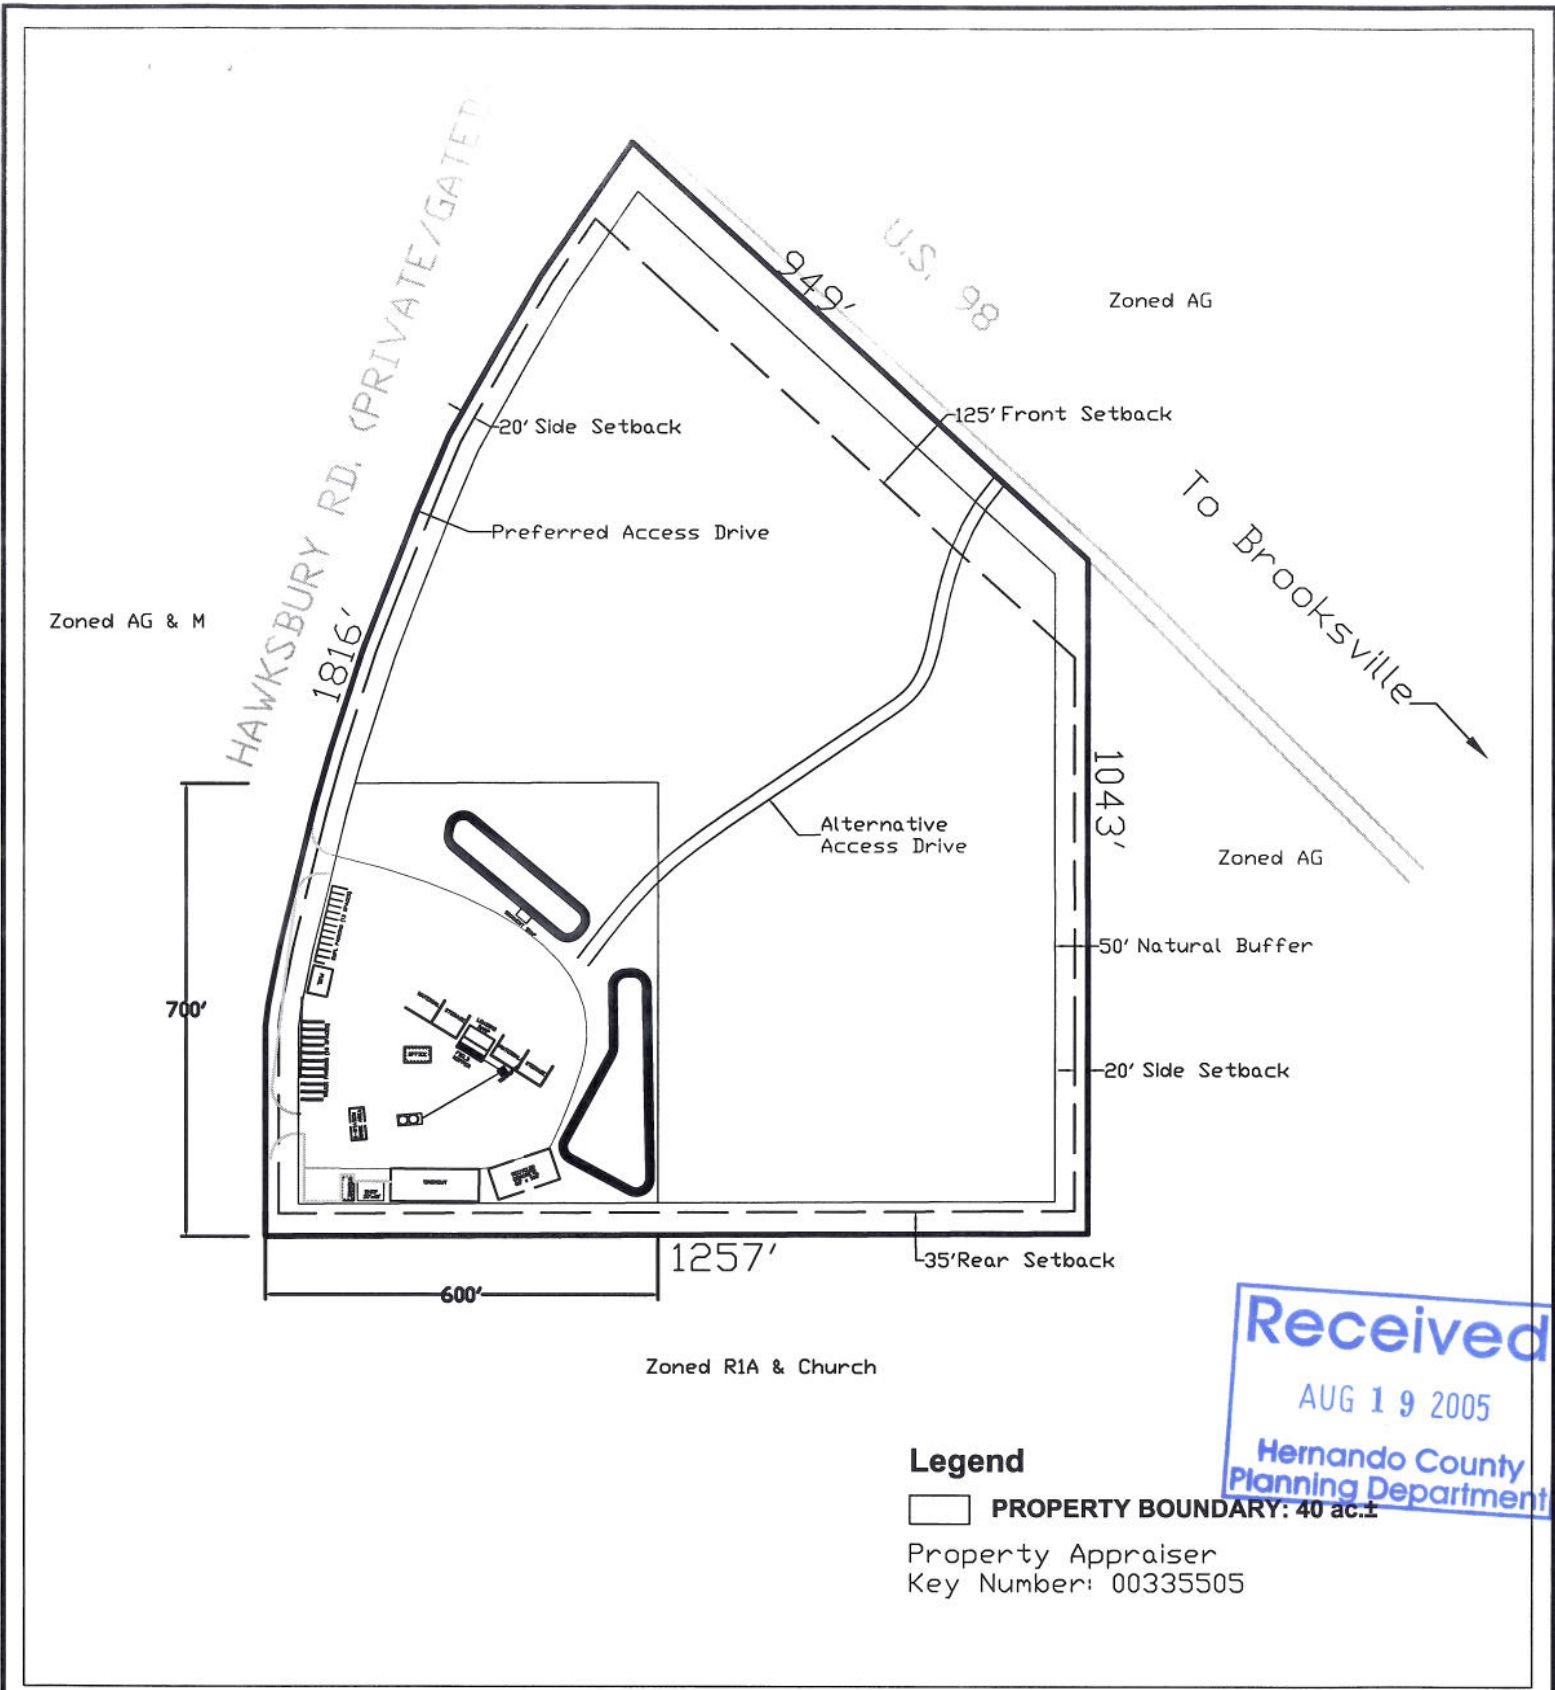 HAWKSBURY RD. (PRIVATE/GATED
U.S. 98
949'
Zoned AG
125' Front Setback
20' Side Setback
To Brooksville
Preferred Access Drive
Zoned AG & M
1816'
1043'
Alternative
Access Drive
Zoned AG
50' Natural Buffer
700'
OFFICE
20' Side Setback
1257'
35'Rear Setback
600'
Zoned R1A & Church
Received
AUG 19 2005
Hernando County
Planning Department
Legend
PROPERTY BOUNDARY: 40 ac.±
Property Appraiser
Key Number: 00335505